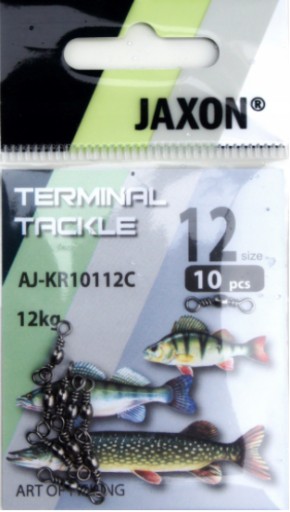 JAXON®
TERMINAL
TACKLE
12 size
10 pcs
AJ-KR10112C
12kg
ART OF FISHING